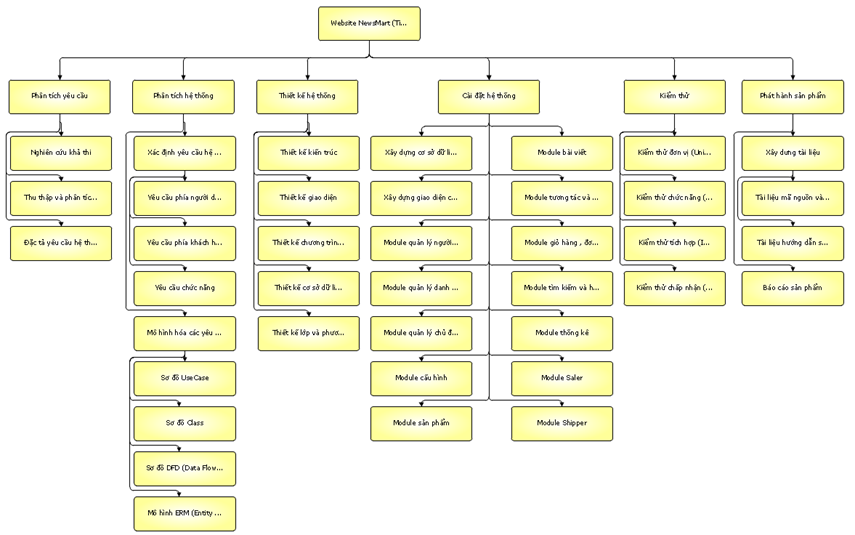 Website NewsMart (Ti...
Phân tích yêu cầu
Phân tích hệ thống
Thiết kế hệ thống
Cài đặt hệ thống
Kiểm thử
Phát hành sản phẩm
Nghiên cứu khả thi
Thu thập và phân tíc...
Đặc tả yêu cầu hệ th...
Xác định yêu cầu hệ ...
Yêu cầu phía người d...
Yêu cầu phía khách h...
Yêu cầu chức năng
Mô hình hóa các yêu ...
Sơ đồ UseCase
Sơ đồ Class
Sơ đồ DFD (Data Flow...
Mô hình ERM (Entity ...
Thiết kế kiến trúc
Thiết kế giao diện
Thiết kế chương trìn...
Thiết kế cơ sở dữ li...
Thiết kế lớp và phươ...
Xây dựng cơ sở dữ li...
Xây dựng giao diện c...
Module quản lý người...
Module quản lý danh ...
Module quản lý chủ đ...
Module cấu hình
Module sản phẩm
Module bài viết
Module tương tác và ...
Module giỏ hàng , đơ...
Module tìm kiếm và h...
Module thống kê
Module Saler
Module Shipper
Kiểm thử đơn vị (Uni...
Kiểm thử chức năng (...
Kiểm thử tích hợp (I...
Kiểm thử chấp nhận (...
Xây dựng tài liệu
Tài liệu mã nguồn và...
Tài liệu hướng dẫn s...
Báo cáo sản phẩm